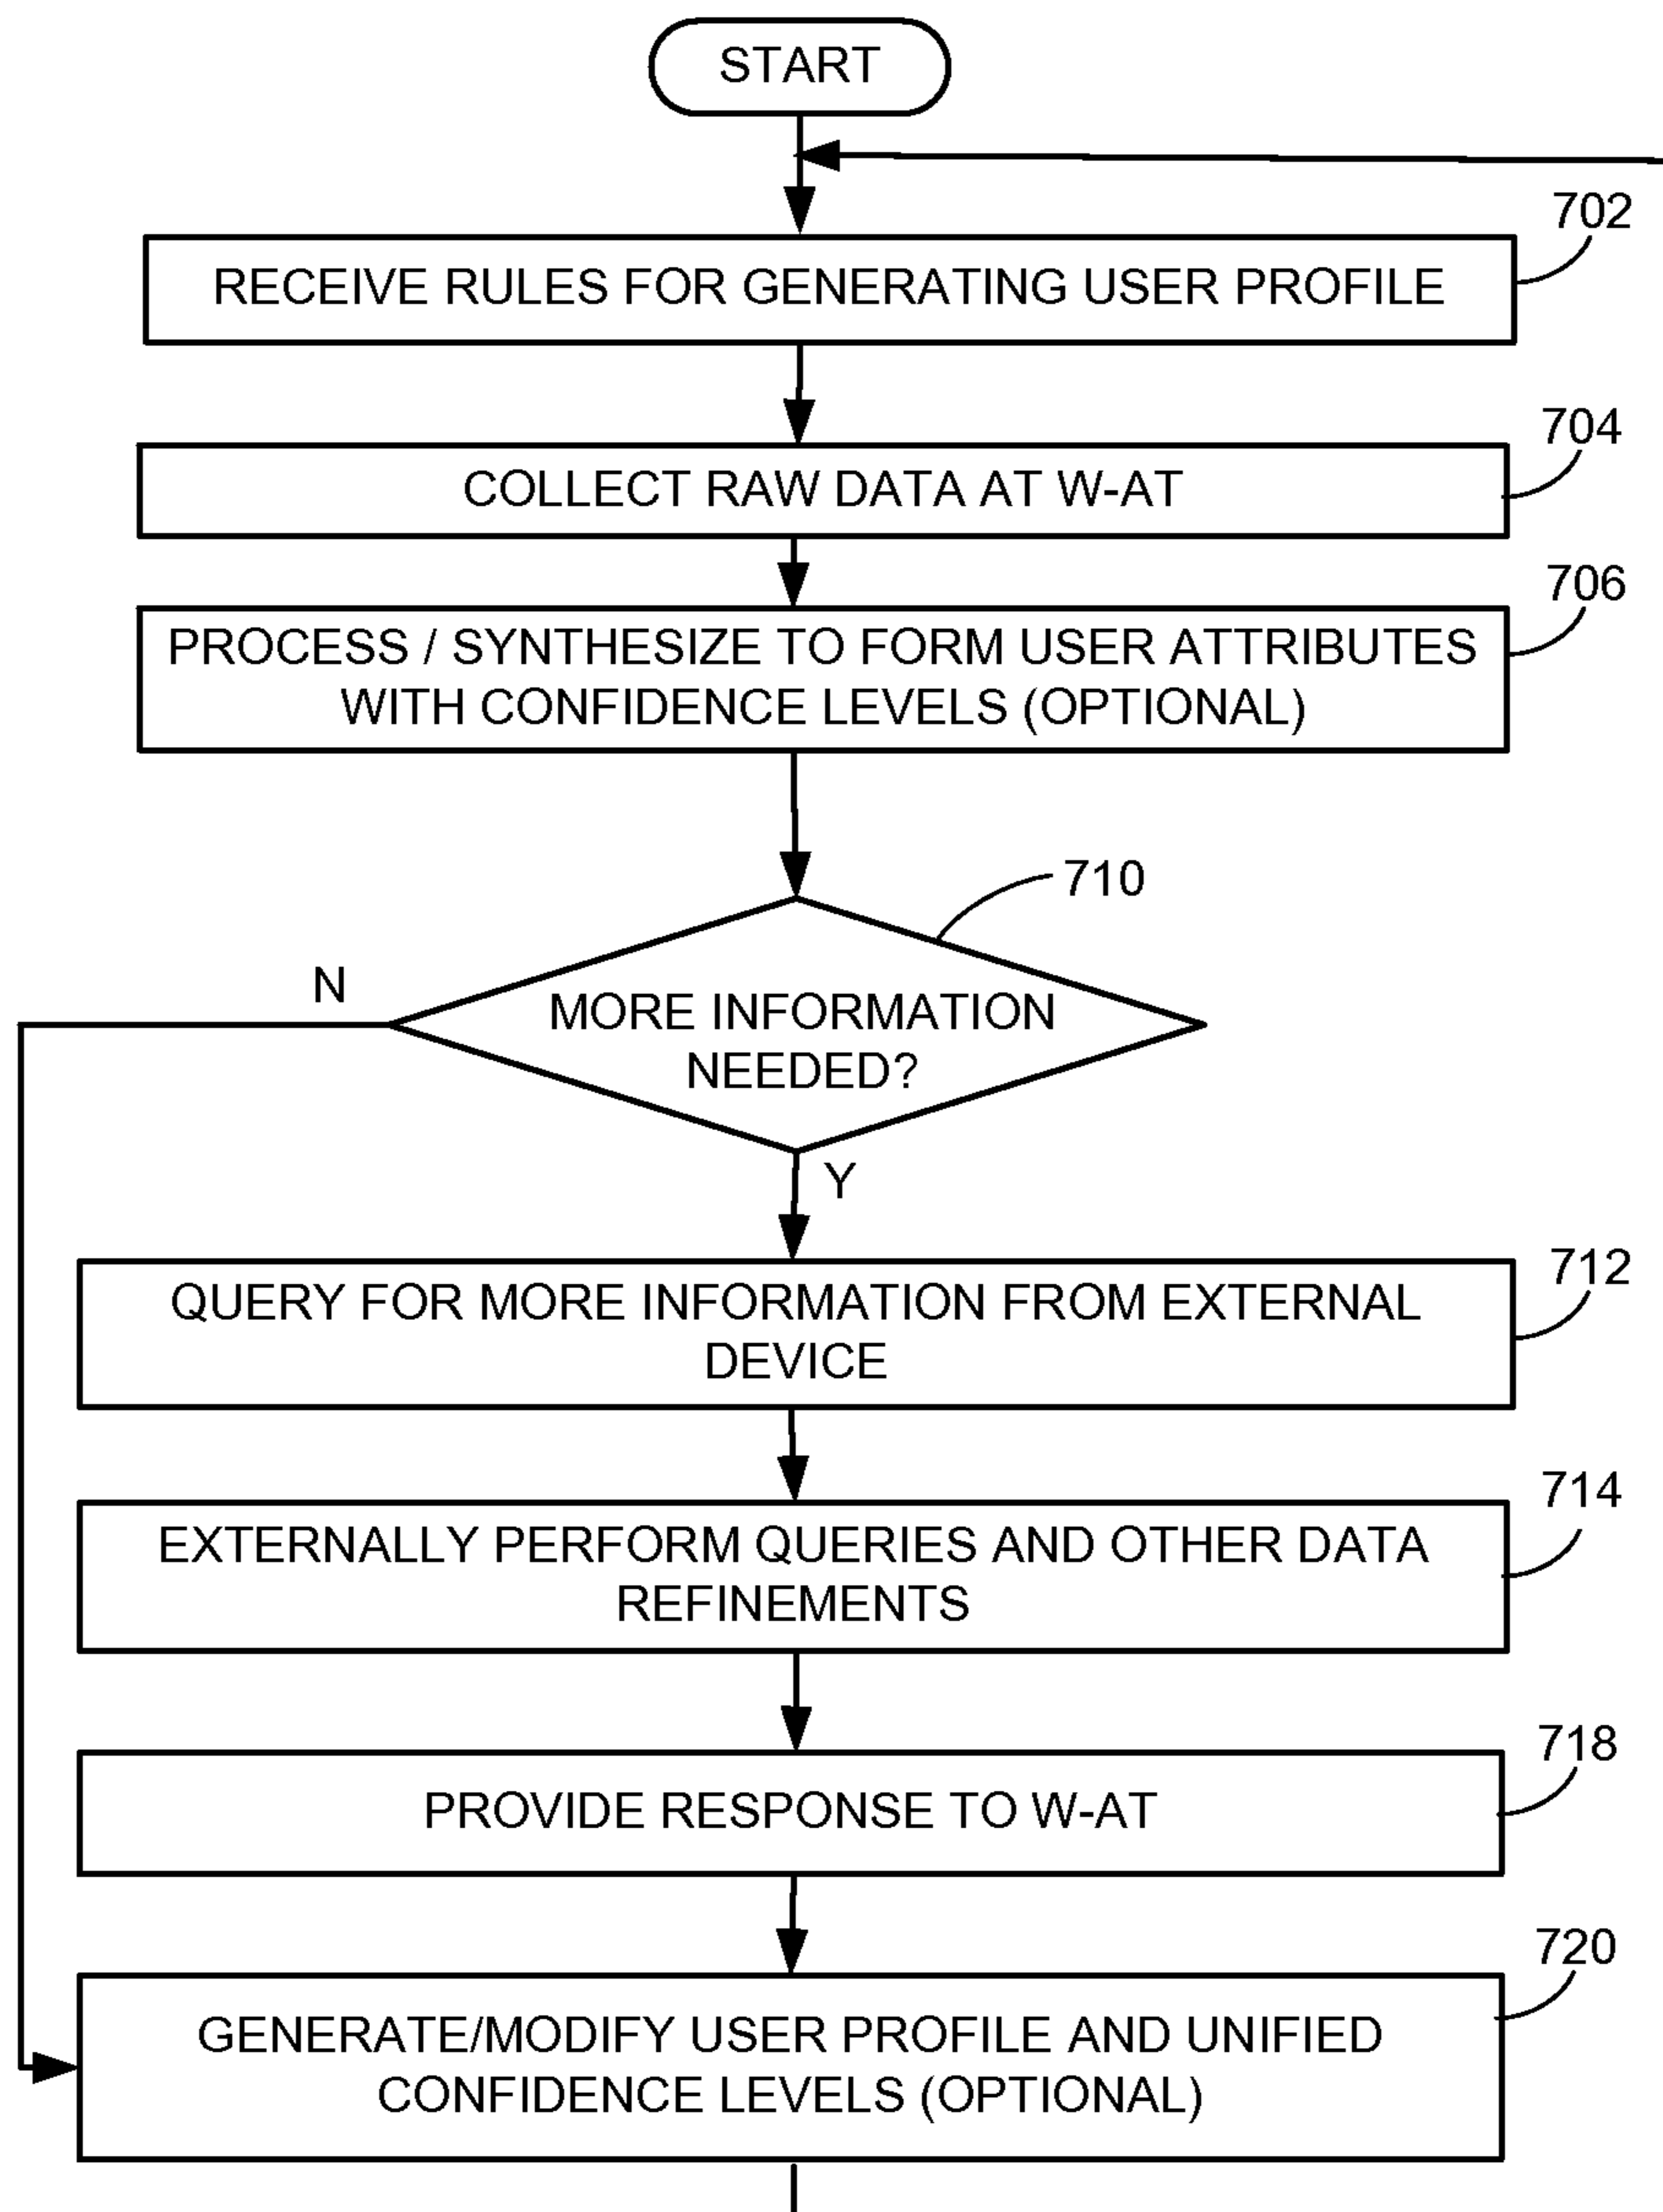 START
702
RECEIVE RULES FOR GENERATING USER PROFILE
704
COLLECT RAW DATA AT W-AT
706
PROCESS / SYNTHESIZE TO FORM USER ATTRIBUTES
WITH CONFIDENCE LEVELS (OPTIONAL)
710
N
MORE INFORMATION
NEEDED?
Y
712
QUERY FOR MORE INFORMATION FROM EXTERNAL
DEVICE
714
EXTERNALLY PERFORM QUERIES AND OTHER DATA
REFINEMENTS
718
PROVIDE RESPONSE TO W-AT
720
GENERATE/MODIFY USER PROFILE AND UNIFIED
CONFIDENCE LEVELS (OPTIONAL)